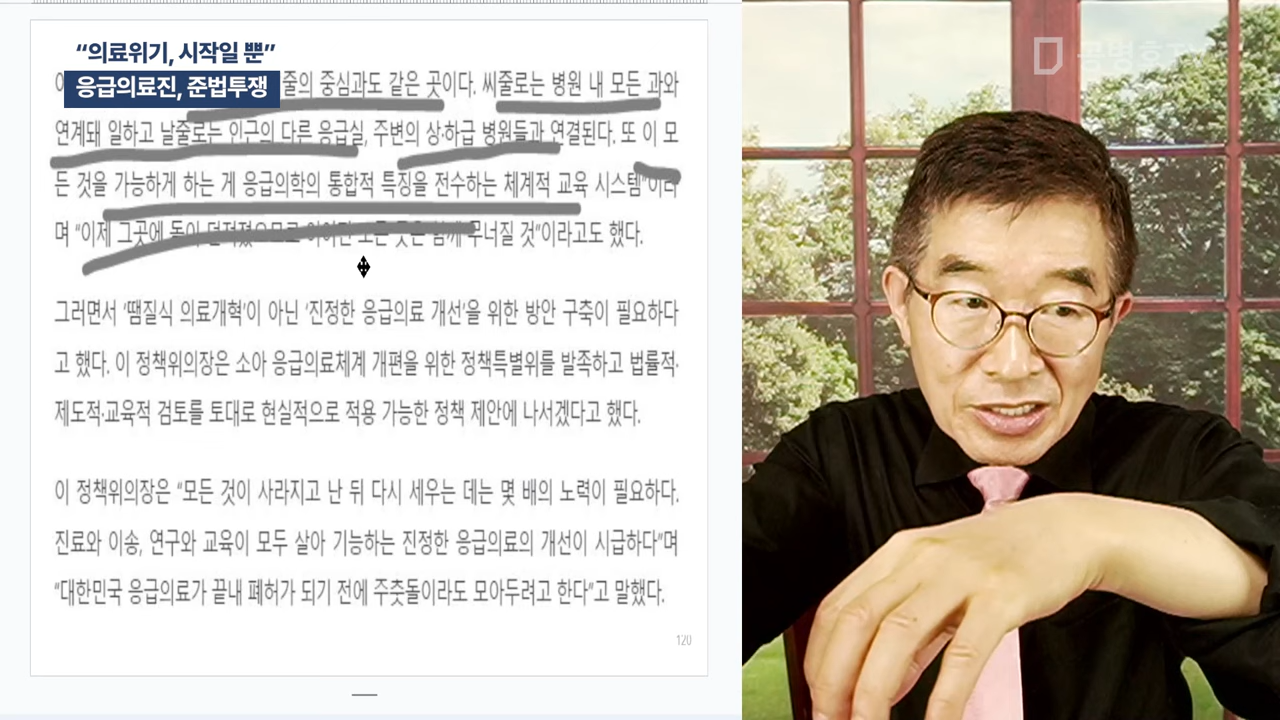 “의료위기, 시작일 뿐”
응급의료진, 준법투쟁
줄의 중심과도 같은 곳이다. 씨줄로는 병원 내 모든 과와
연계돼 일하고 날줄로는 인근의 다른 응급실, 주변의 상·하급 병원들과 연결된다. 또 이 모
든 것을 가능하게 하는 게 응급의학의 통합적 특징을 전수하는 체계적 교육 시스템”이라
며 “이제 그곳에 돌이 던져졌으므로 모든 것은 함께 무너질 것”이라고도 했다.
그러면서 ‘땜질식 의료개혁’이 아닌 ‘진정한 응급의료 개선’을 위한 방안 구축이 필요하다
고 했다. 이 정책위의장은 소아 응급의료체계 개편을 위한 정책특별위를 발족하고 법률적·
제도적·교육적 검토를 토대로 현실적으로 적용 가능한 정책 제안에 나서겠다고 했다.
이 정책위의장은 “모든 것이 사라지고 난 뒤 다시 세우는 데는 몇 배의 노력이 필요하다.
진료와 이송, 연구와 교육이 모두 살아 기능하는 진정한 응급의료의 개선이 시급하다”며
“대한민국 응급의료가 끝내 폐허가 되기 전에 주춧돌이라도 모아두려고 한다”고 말했다.
120